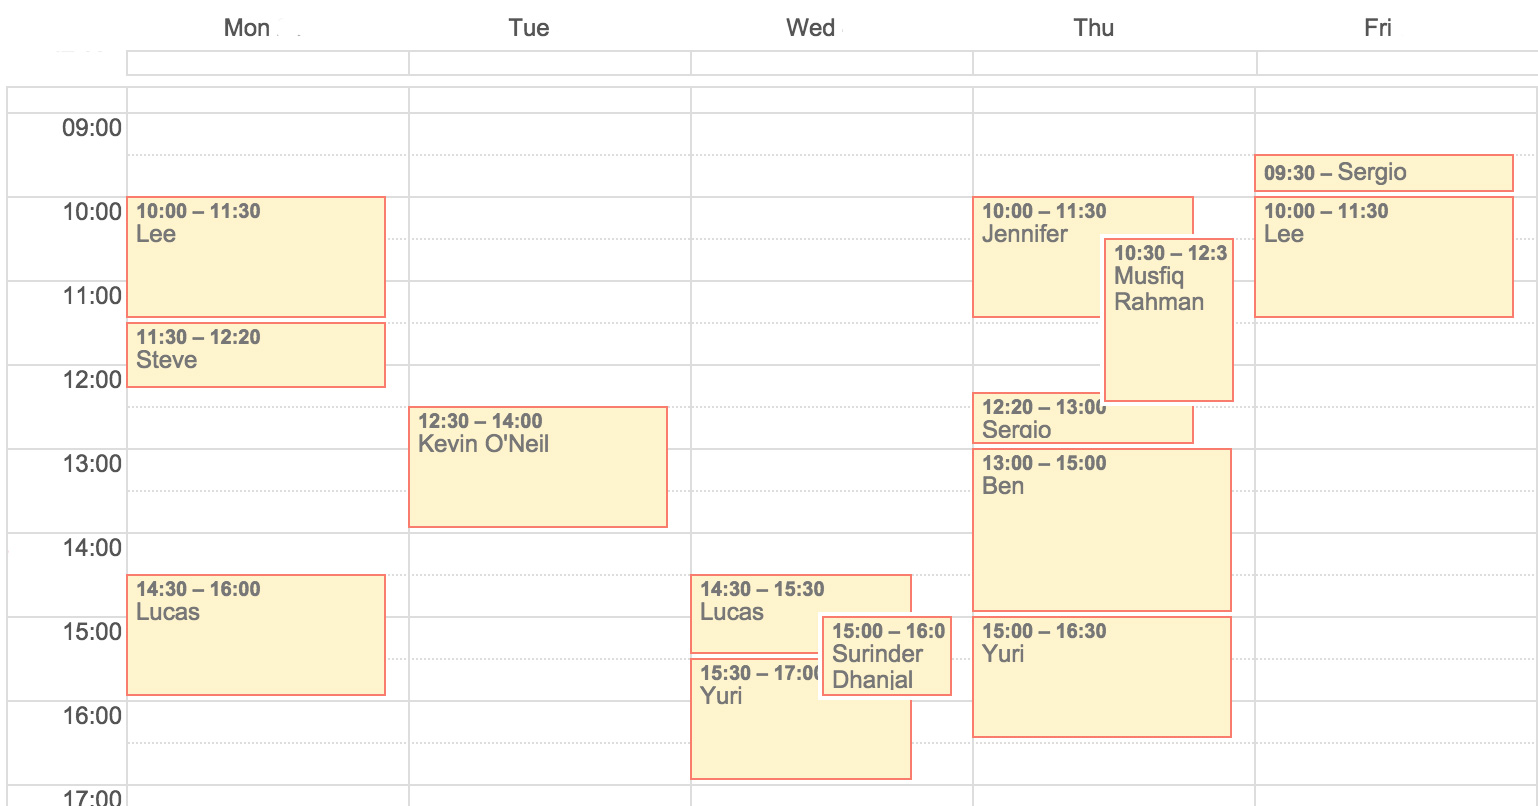 Mon
Tue
Wed
Thu
Fri
09:00
10:00
11:00
12:00
13:00
14:00
15:00
16:00
17:00
10:00 – 11:30
Lee
11:30 – 12:20
Steve
14:30 – 16:00
Lucas
12:30 – 14:00
Kevin O'Neil
14:30 – 15:30
Lucas
15:00 – 16:0
Surinder
Dhanjal
15:30 – 17:00
Yuri
10:00 – 11:30
Jennifer
10:30 – 12:3
Musfiq
Rahman
12:20 – 13:00
Sergio
13:00 – 15:00
Ben
15:00 – 16:30
Yuri
09:30 – Sergio
10:00 – 11:30
Lee